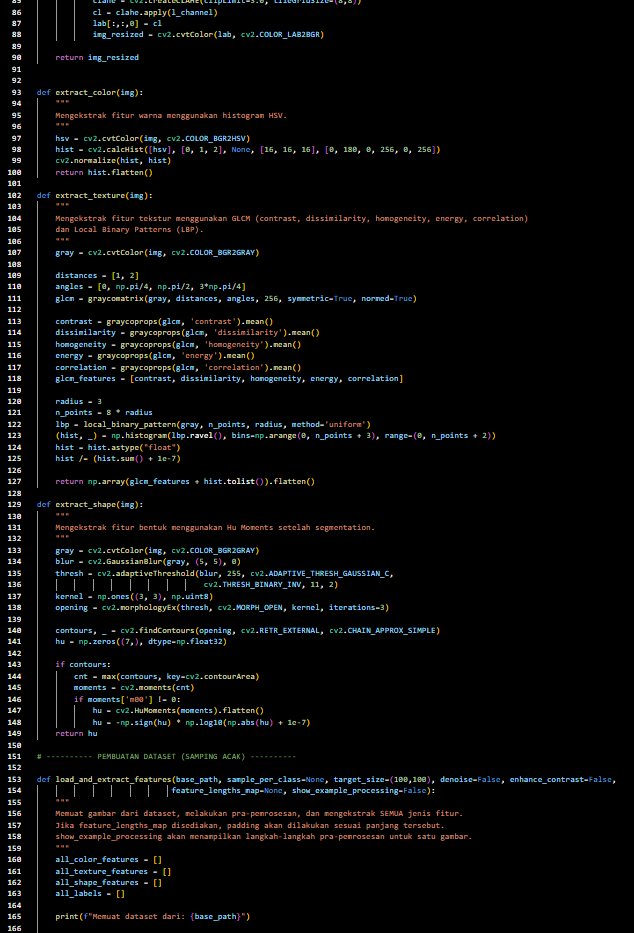 85 clahe = cv2.createCLAHE(clipLimit=3.0, tileGridSize=(8,8))
86 cl = clahe.apply(l_channel)
87 lab[:,:,0] = cl
88 img_resized = cv2.cvtColor(lab, cv2.COLOR_LAB2BGR)
89
90 return img_resized
91
92
93 def extract_color(img):
94 """
95 Mengekstrak fitur warna menggunakan histogram HSV.
96 """
97 hsv = cv2.cvtColor(img, cv2.COLOR_BGR2HSV)
98 hist = cv2.calcHist([hsv], [0, 1, 2], None, [16, 16, 16], [0, 180, 0, 256, 0, 256])
99 cv2.normalize(hist, hist)
100 return hist.flatten()
101
102 def extract_texture(img):
103 """
104 Mengekstrak fitur tekstur menggunakan GLCM (contrast, dissimilarity, homogeneity, energy, correlation)
105 dan Local Binary Patterns (LBP).
106 """
107 gray = cv2.cvtColor(img, cv2.COLOR_BGR2GRAY)
108
109 distances = [1, 2]
110 angles = [0, np.pi/4, np.pi/2, 3*np.pi/4]
111 glcm = graycomatrix(gray, distances, angles, 256, symmetric=True, normed=True)
112
113 contrast = graycoprops(glcm, 'contrast').mean()
114 dissimilarity = graycoprops(glcm, 'dissimilarity').mean()
115 homogeneity = graycoprops(glcm, 'homogeneity').mean()
116 energy = graycoprops(glcm, 'energy').mean()
117 correlation = graycoprops(glcm, 'correlation').mean()
118 glcm_features = [contrast, dissimilarity, homogeneity, energy, correlation]
119
120 radius = 3
121 n_points = 8 * radius
122 lbp = local_binary_pattern(gray, n_points, radius, method='uniform')
123 (hist, _) = np.histogram(lbp.ravel(), bins=np.arange(0, n_points + 3), range=(0, n_points + 2))
124 hist = hist.astype("float")
125 hist /= (hist.sum() + 1e-7)
126
127 return np.array(glcm_features + hist.tolist()).flatten()
128
129 def extract_shape(img):
130 """
131 Mengekstrak fitur bentuk menggunakan Hu Moments setelah segmentation.
132 """
133 gray = cv2.cvtColor(img, cv2.COLOR_BGR2GRAY)
134 blur = cv2.GaussianBlur(gray, (5, 5), 0)
135 thresh = cv2.adaptiveThreshold(blur, 255, cv2.ADAPTIVE_THRESH_GAUSSIAN_C,
136 cv2.THRESH_BINARY_INV, 11, 2)
137 kernel = np.ones((3, 3), np.uint8)
138 opening = cv2.morphologyEx(thresh, cv2.MORPH_OPEN, kernel, iterations=3)
139
140 contours, _ = cv2.findContours(opening, cv2.RETR_EXTERNAL, cv2.CHAIN_APPROX_SIMPLE)
141 hu = np.zeros((7,), dtype=np.float32)
142
143 if contours:
144 cnt = max(contours, key=cv2.contourArea)
145 moments = cv2.moments(cnt)
146 if moments['m00'] != 0:
147 hu = cv2.HuMoments(moments).flatten()
148 hu = -np.sign(hu) * np.log10(np.abs(hu) + 1e-7)
149 return hu
150
151 # ---------- PEMBUATAN DATASET (SAMPING ACAK) ----------
152
153 def load_and_extract_features(base_path, sample_per_class=None, target_size=(100,100), denoise=False, enhance_contrast=False,
154 feature_lengths_map=None, show_example_processing=False):
155 """
156 Memuat gambar dari dataset, melakukan pra-pemrosesan, dan mengekstrak SEMUA jenis fitur.
157 Jika feature_lengths_map disediakan, padding akan dilakukan sesuai panjang tersebut.
158 show_example_processing akan menampilkan langkah-langkah pra-pemrosesan untuk satu gambar.
159 """
160 all_color_features = []
161 all_texture_features = []
162 all_shape_features = []
163 all_labels = []
164
165 print(f"Memuat dataset dari: {base_path}")
166